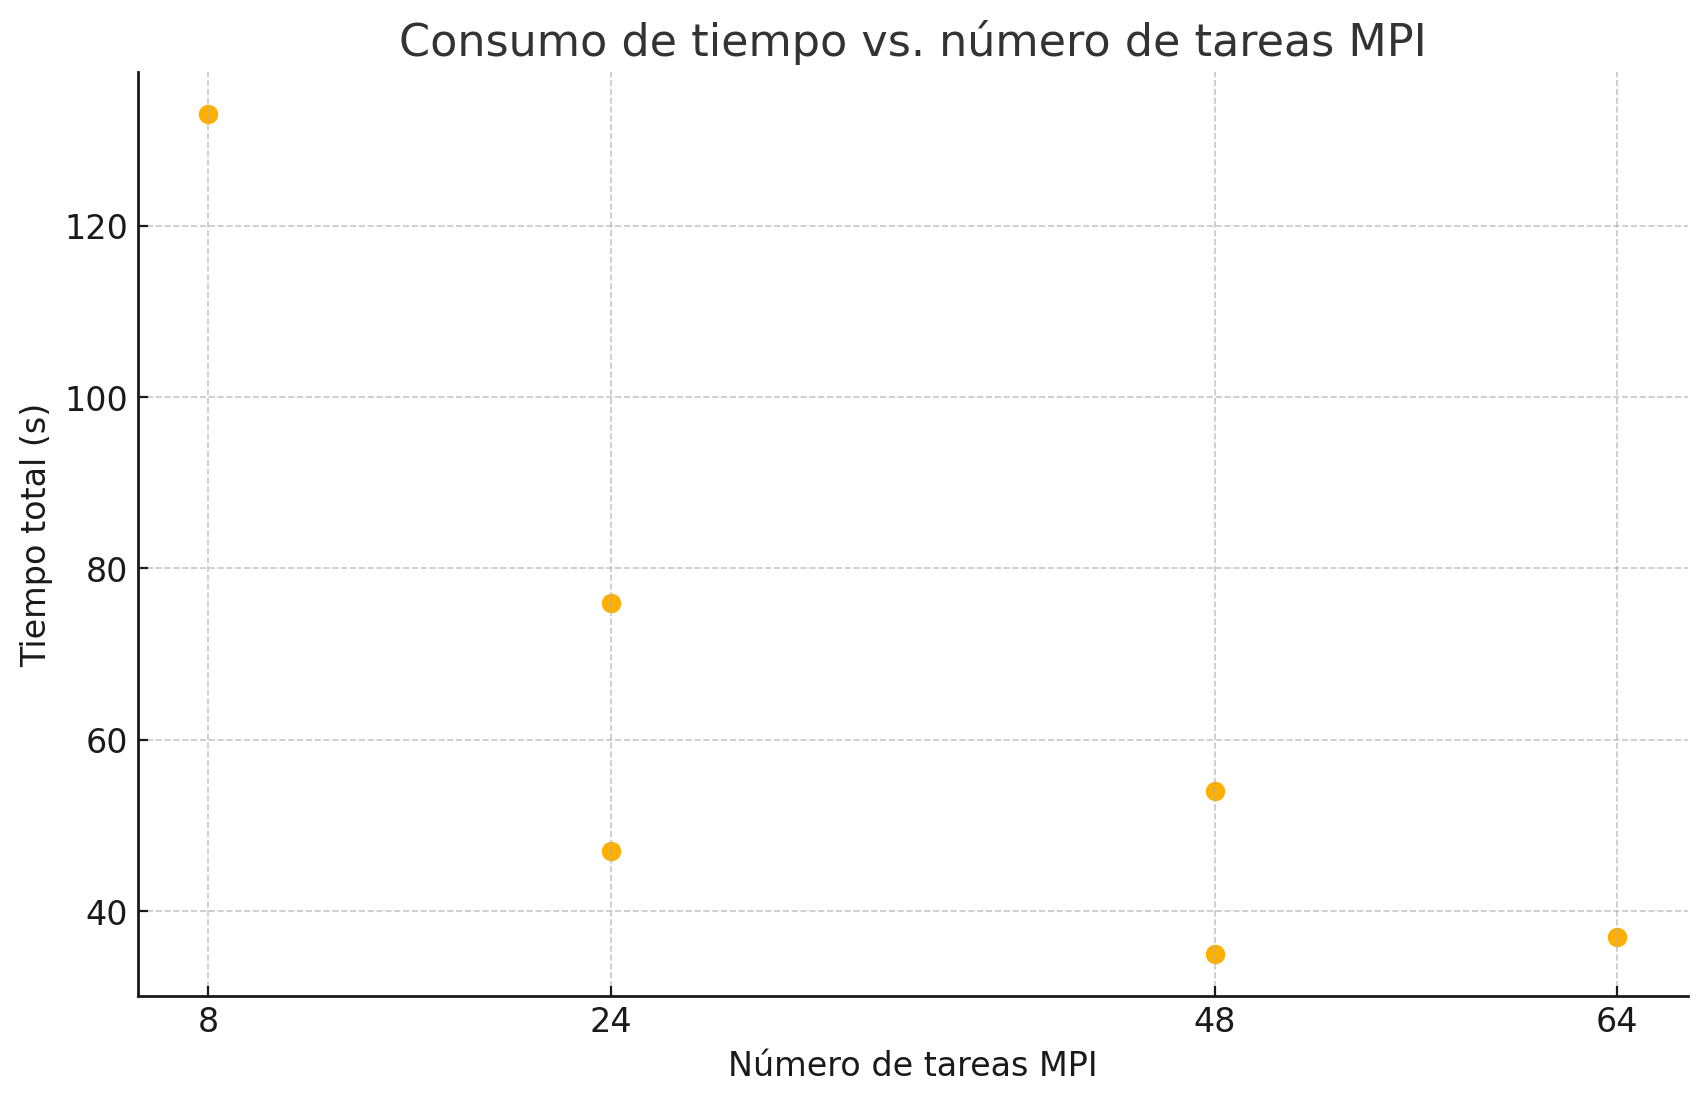 Consumo de tiempo vs. número de tareas MPI
Tiempo total (s)
120
100
80
60
40
8 24 48 64
Número de tareas MPI